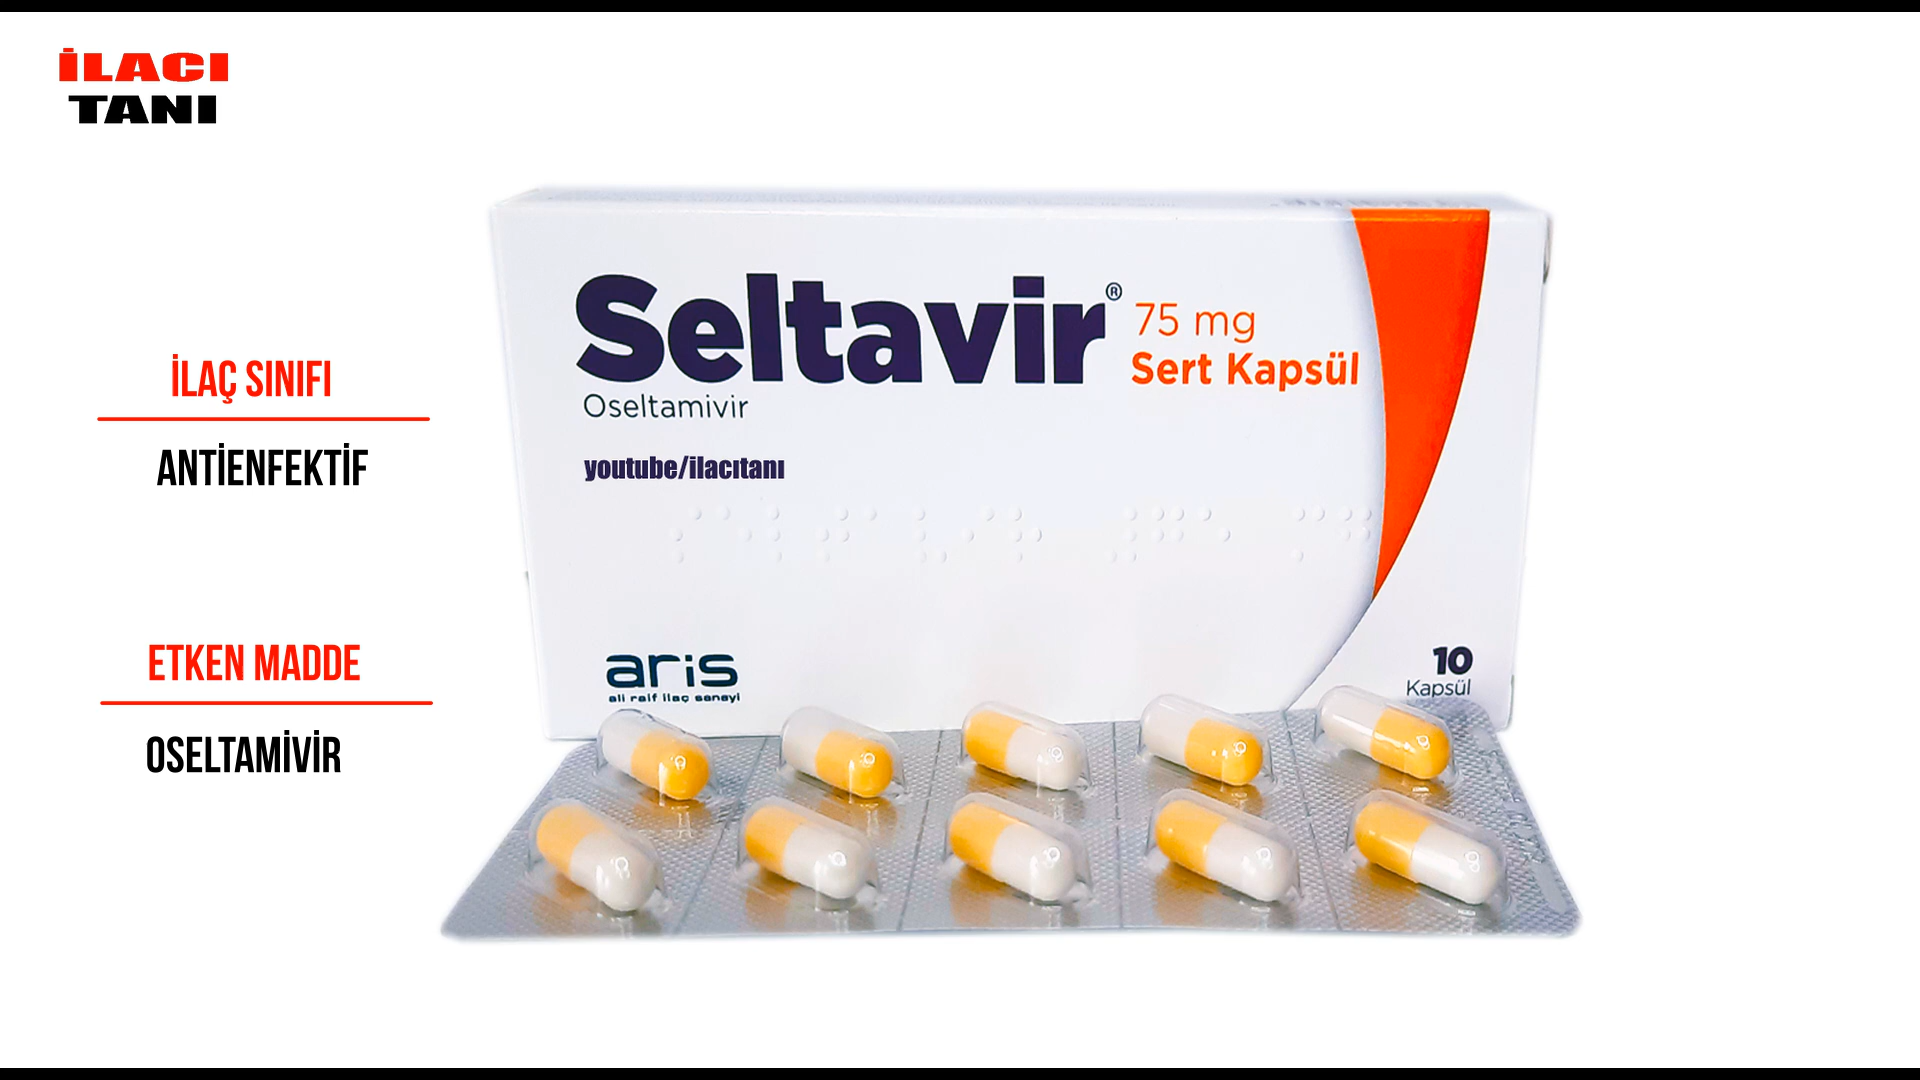 İLACI
TANI
Seltavir®
75 mg
Sert Kapsül
Oseltamivir
youtube/ilacıtanı
İLAÇ SINIFI
ANTİENFEKTİF
ETKEN MADDE
OSELTAMİVİR
aris
ali raif ilaç sanayi
10
Kapsül